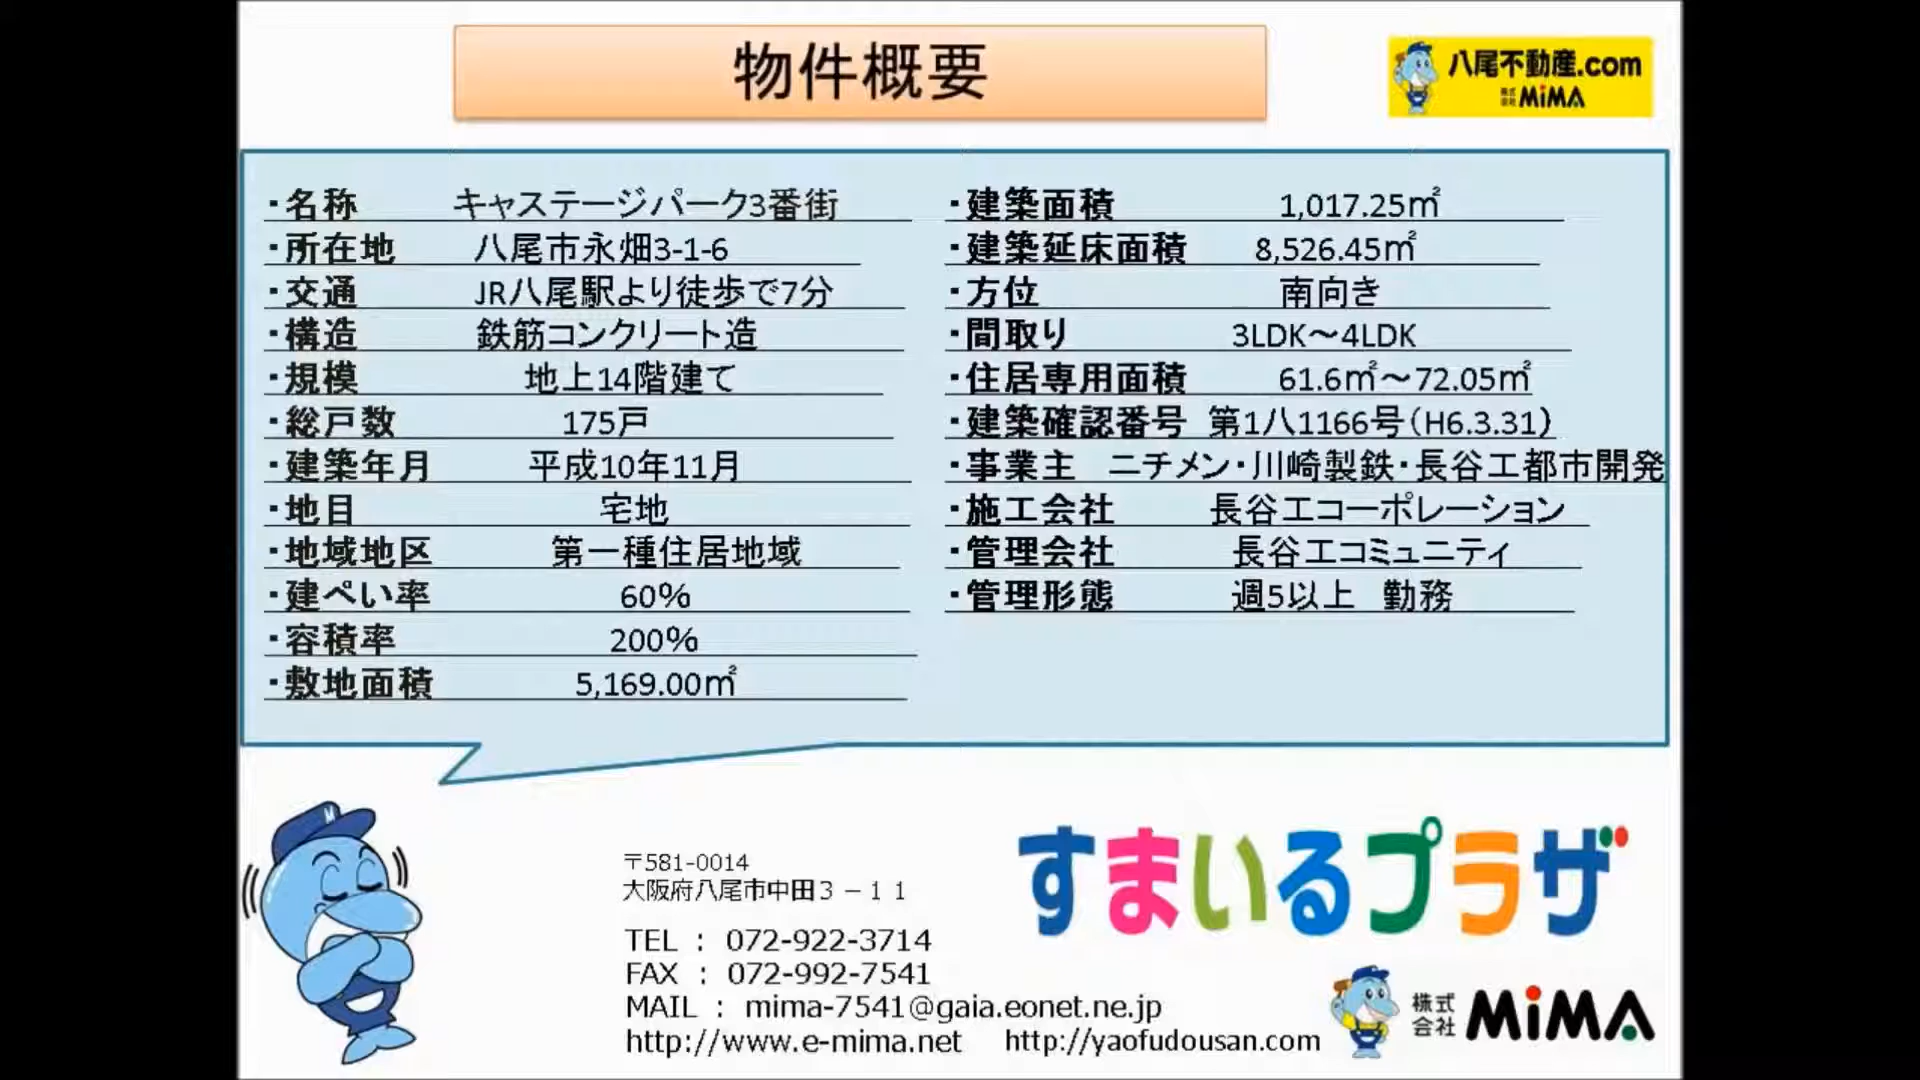 物件概要
八尾不動産.com
株式会社 MiMA
・名称 キャステージパーク3番街
・所在地 八尾市永畑3-1-6
・交通 JR八尾駅より徒歩で7分
・構造 鉄筋コンクリート造
・規模 地上14階建て
・総戸数 175戸
・建築年月 平成10年11月
・地目 宅地
・地域地区 第一種住居地域
・建ぺい率 60%
・容積率 200%
・敷地面積 5,169.00㎡
・建築面積 1,017.25㎡
・建築延床面積 8,526.45㎡
・方位 南向き
・間取り 3LDK～4LDK
・住居専用面積 61.6㎡～72.05㎡
・建築確認番号 第1八1166号（H6.3.31）
・事業主 ニチメン・川崎製鉄・長谷工都市開発
・施工会社 長谷工コーポレーション
・管理会社 長谷工コミュニティ
・管理形態 週5以上 勤務
M
〒581-0014
大阪府八尾市中田３－１１
TEL : 072-922-3714
FAX : 072-992-7541
MAIL : mima-7541@gaia.eonet.ne.jp
http://www.e-mima.net http://yaofudousan.com
すまいるプラザ
株式会社 MiMA